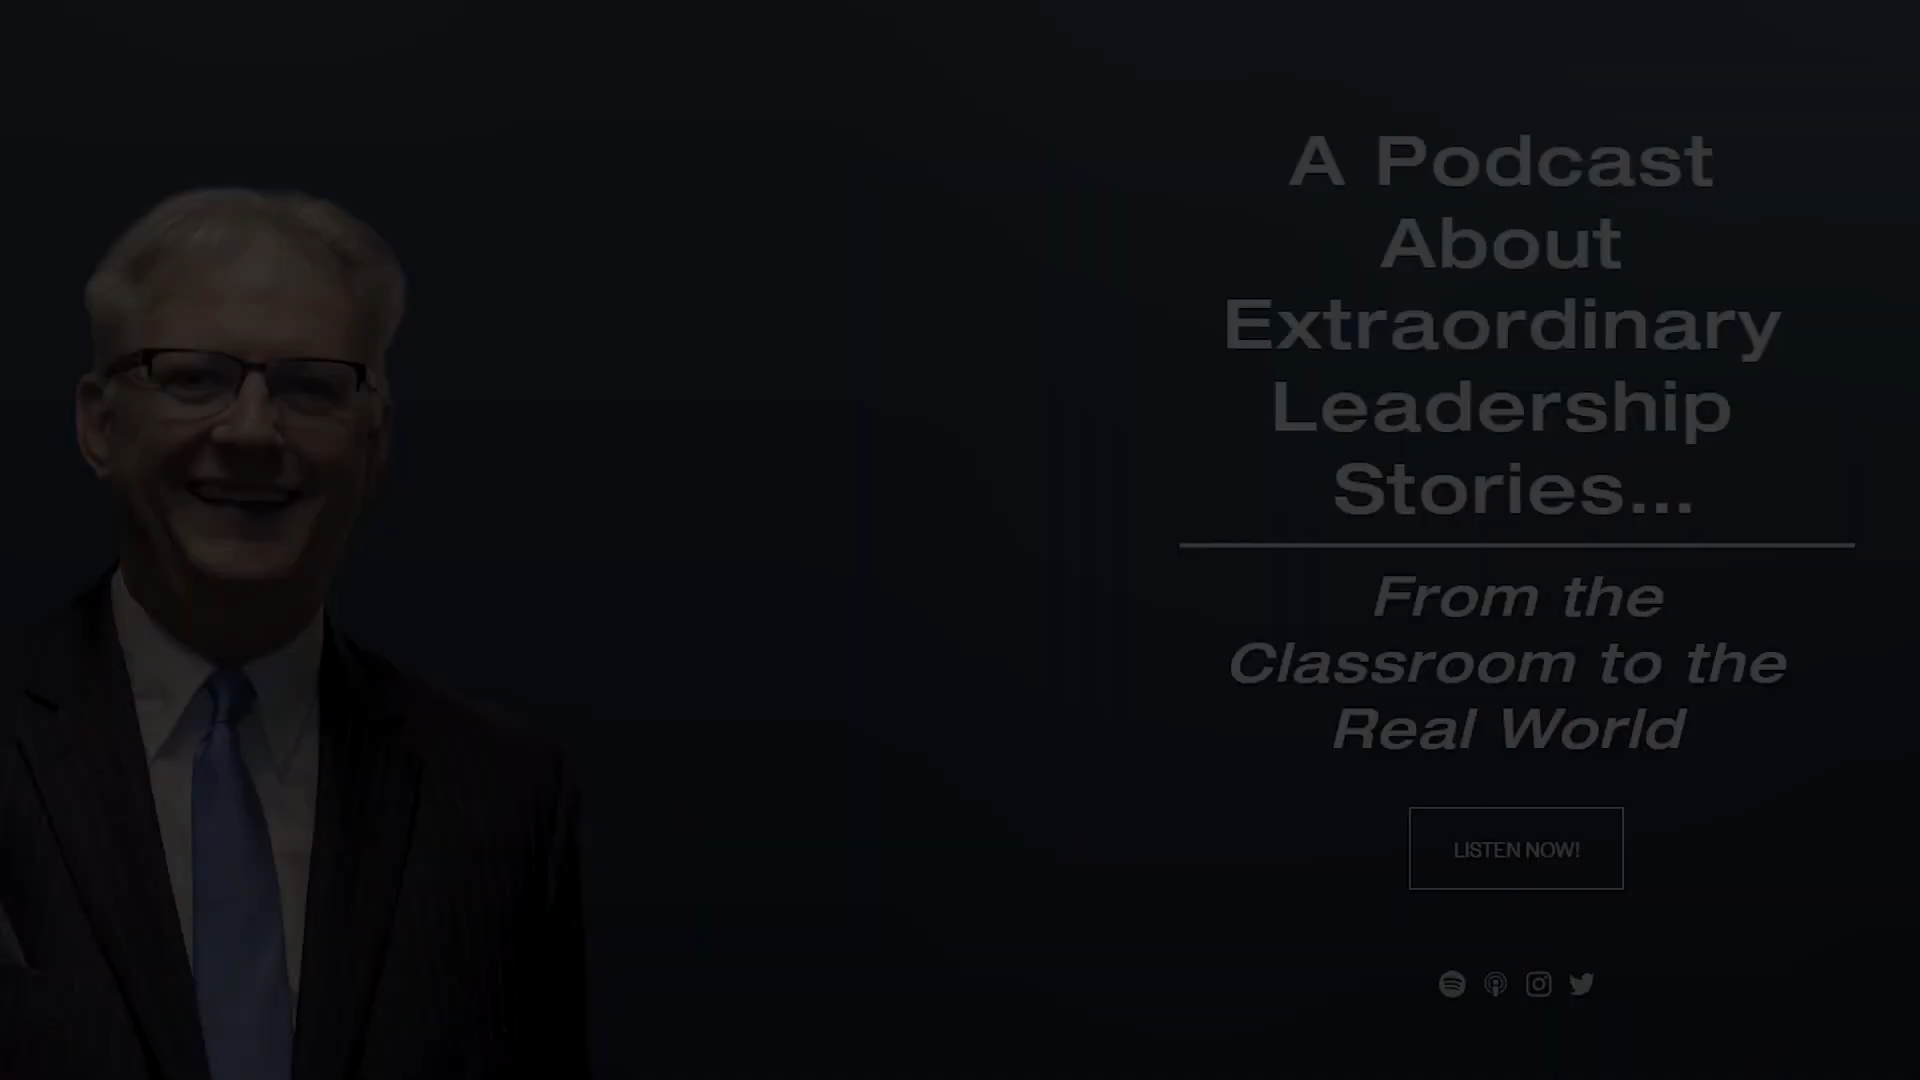 A Podcast
About
Extraordinary
Leadership
Stories...
From the
Classroom to the
Real World
LISTEN NOW!